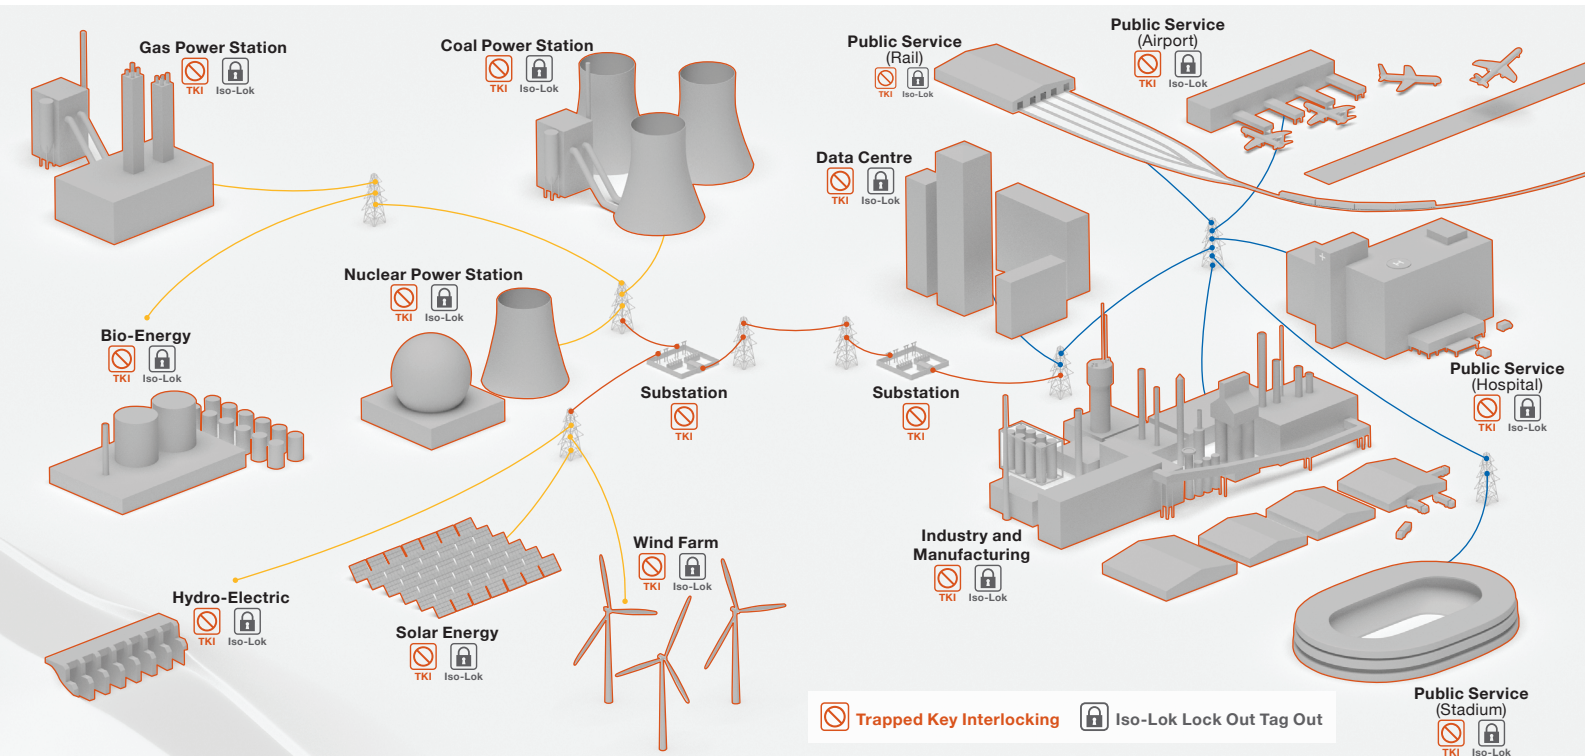 Gas Power Station
TKI Iso-Lok
Coal Power Station
TKI Iso-Lok
Public Service
(Rail)
TKI Iso-Lok
Public Service
(Airport)
TKI Iso-Lok
Data Centre
TKI Iso-Lok
Nuclear Power Station
TKI Iso-Lok
Bio-Energy
TKI Iso-Lok
Substation
TKI
Substation
TKI
Public Service
(Hospital)
TKI Iso-Lok
Wind Farm
TKI Iso-Lok
Industry and
Manufacturing
TKI Iso-Lok
Hydro-Electric
TKI Iso-Lok
Solar Energy
TKI Iso-Lok
Public Service
(Stadium)
TKI Iso-Lok
Trapped Key Interlocking Iso-Lok Lock Out Tag Out
H